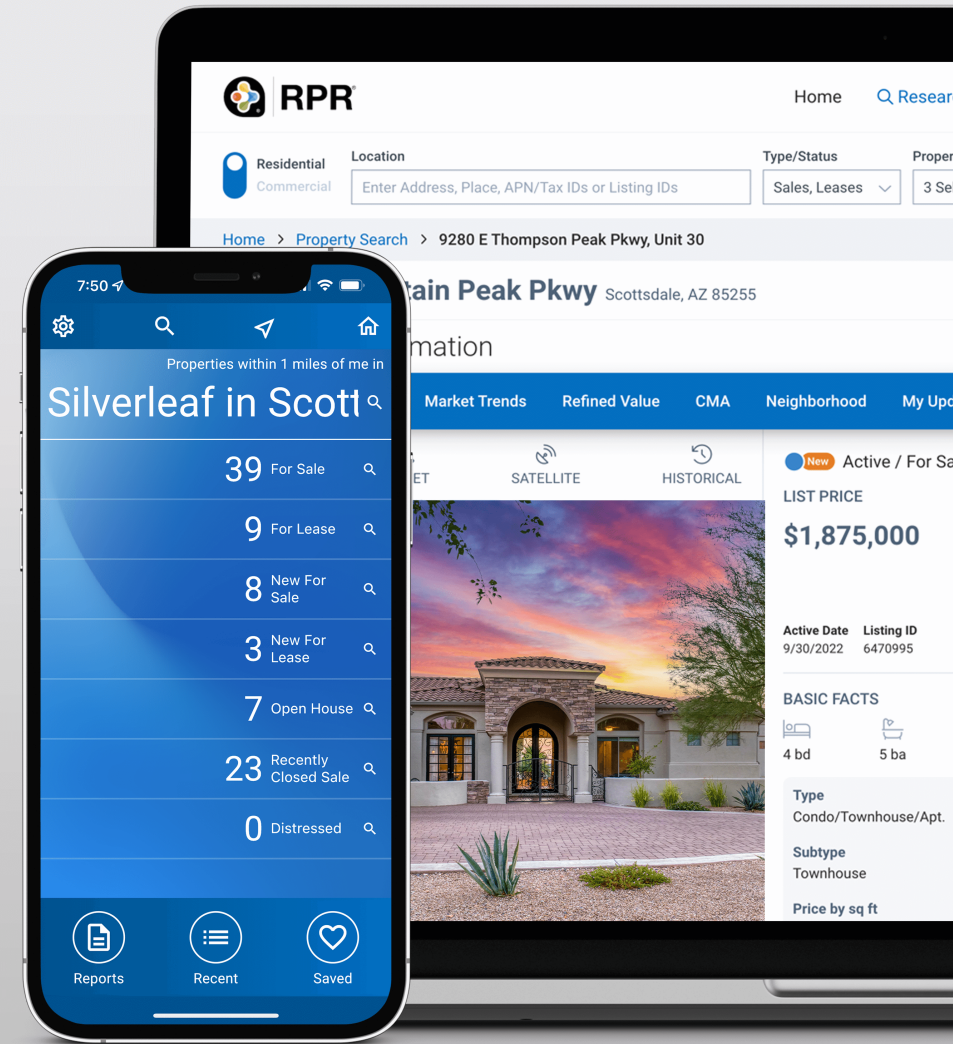 RPR
Home
Research
Residential
Commercial
Location
Enter Address, Place, APN/Tax IDs or Listing IDs
Type/Status
Sales, Leases
Proper
3 Se
Home > Property Search > 9280 E Thompson Peak Pkwy, Unit 30
tain Peak Pkwy Scottsdale, AZ 85255
mation
Market Trends
Refined Value
CMA
Neighborhood
My Upd
ET
SATELLITE
HISTORICAL
New Active / For Sa
LIST PRICE
$1,875,000
Active Date Listing ID
9/30/2022 6470995
BASIC FACTS
4 bd
5 ba
Type
Condo/Townhouse/Apt.
Subtype
Townhouse
Price by sq ft
7:50
Properties within 1 miles of me in
Silverleaf in Scott
39 For Sale
9 For Lease
8 New For
Sale
3 New For
Lease
7 Open House
23 Recently
Closed Sale
0 Distressed
Reports
Recent
Saved